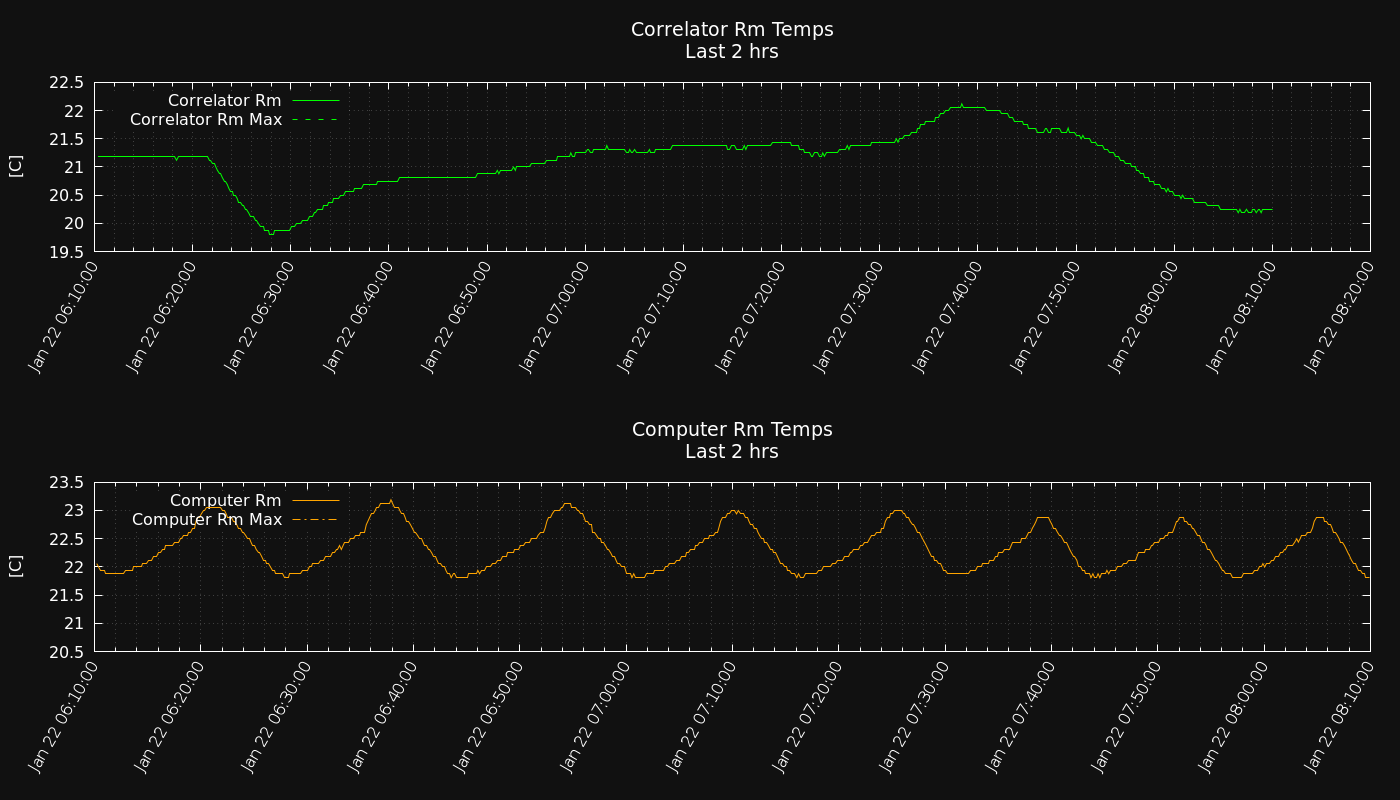 Correlator Rm Temps
Last 2 hrs
22.5
22
21.5
21
20.5
20
19.5
[C]
Correlator Rm
Correlator Rm Max
Jan 22 06:10:00
Jan 22 06:20:00
Jan 22 06:30:00
Jan 22 06:40:00
Jan 22 06:50:00
Jan 22 07:00:00
Jan 22 07:10:00
Jan 22 07:20:00
Jan 22 07:30:00
Jan 22 07:40:00
Jan 22 07:50:00
Jan 22 08:00:00
Jan 22 08:10:00
Jan 22 08:20:00
Computer Rm Temps
Last 2 hrs
23.5
23
22.5
22
21.5
21
20.5
[C]
Computer Rm
Computer Rm Max
Jan 22 06:10:00
Jan 22 06:20:00
Jan 22 06:30:00
Jan 22 06:40:00
Jan 22 06:50:00
Jan 22 07:00:00
Jan 22 07:10:00
Jan 22 07:20:00
Jan 22 07:30:00
Jan 22 07:40:00
Jan 22 07:50:00
Jan 22 08:00:00
Jan 22 08:10:00